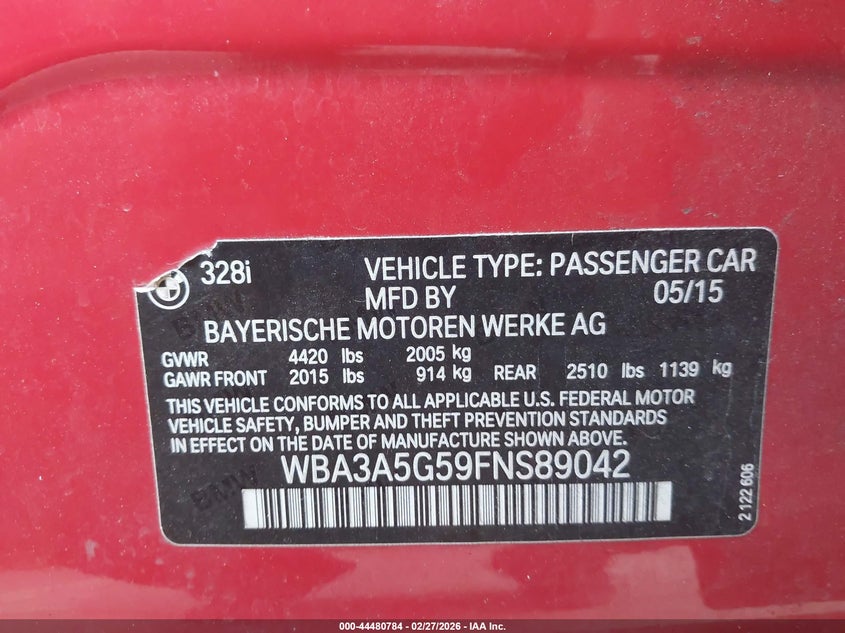 328i VEHICLE TYPE: PASSENGER CAR
MFD BY 05/15
BAYERISCHE MOTOREN WERKE AG
GVWR 4420 lbs 2005 kg
GAWR FRONT 2015 lbs 914 kg REAR 2510 lbs 1139 kg
THIS VEHICLE CONFORMS TO ALL APPLICABLE U.S. FEDERAL MOTOR
VEHICLE SAFETY, BUMPER AND THEFT PREVENTION STANDARDS
IN EFFECT ON THE DATE OF MANUFACTURE SHOWN ABOVE.
WBA3A5G59FNS89042
2 122 606
000-44480784 - 02/27/2026 - IAA Inc.